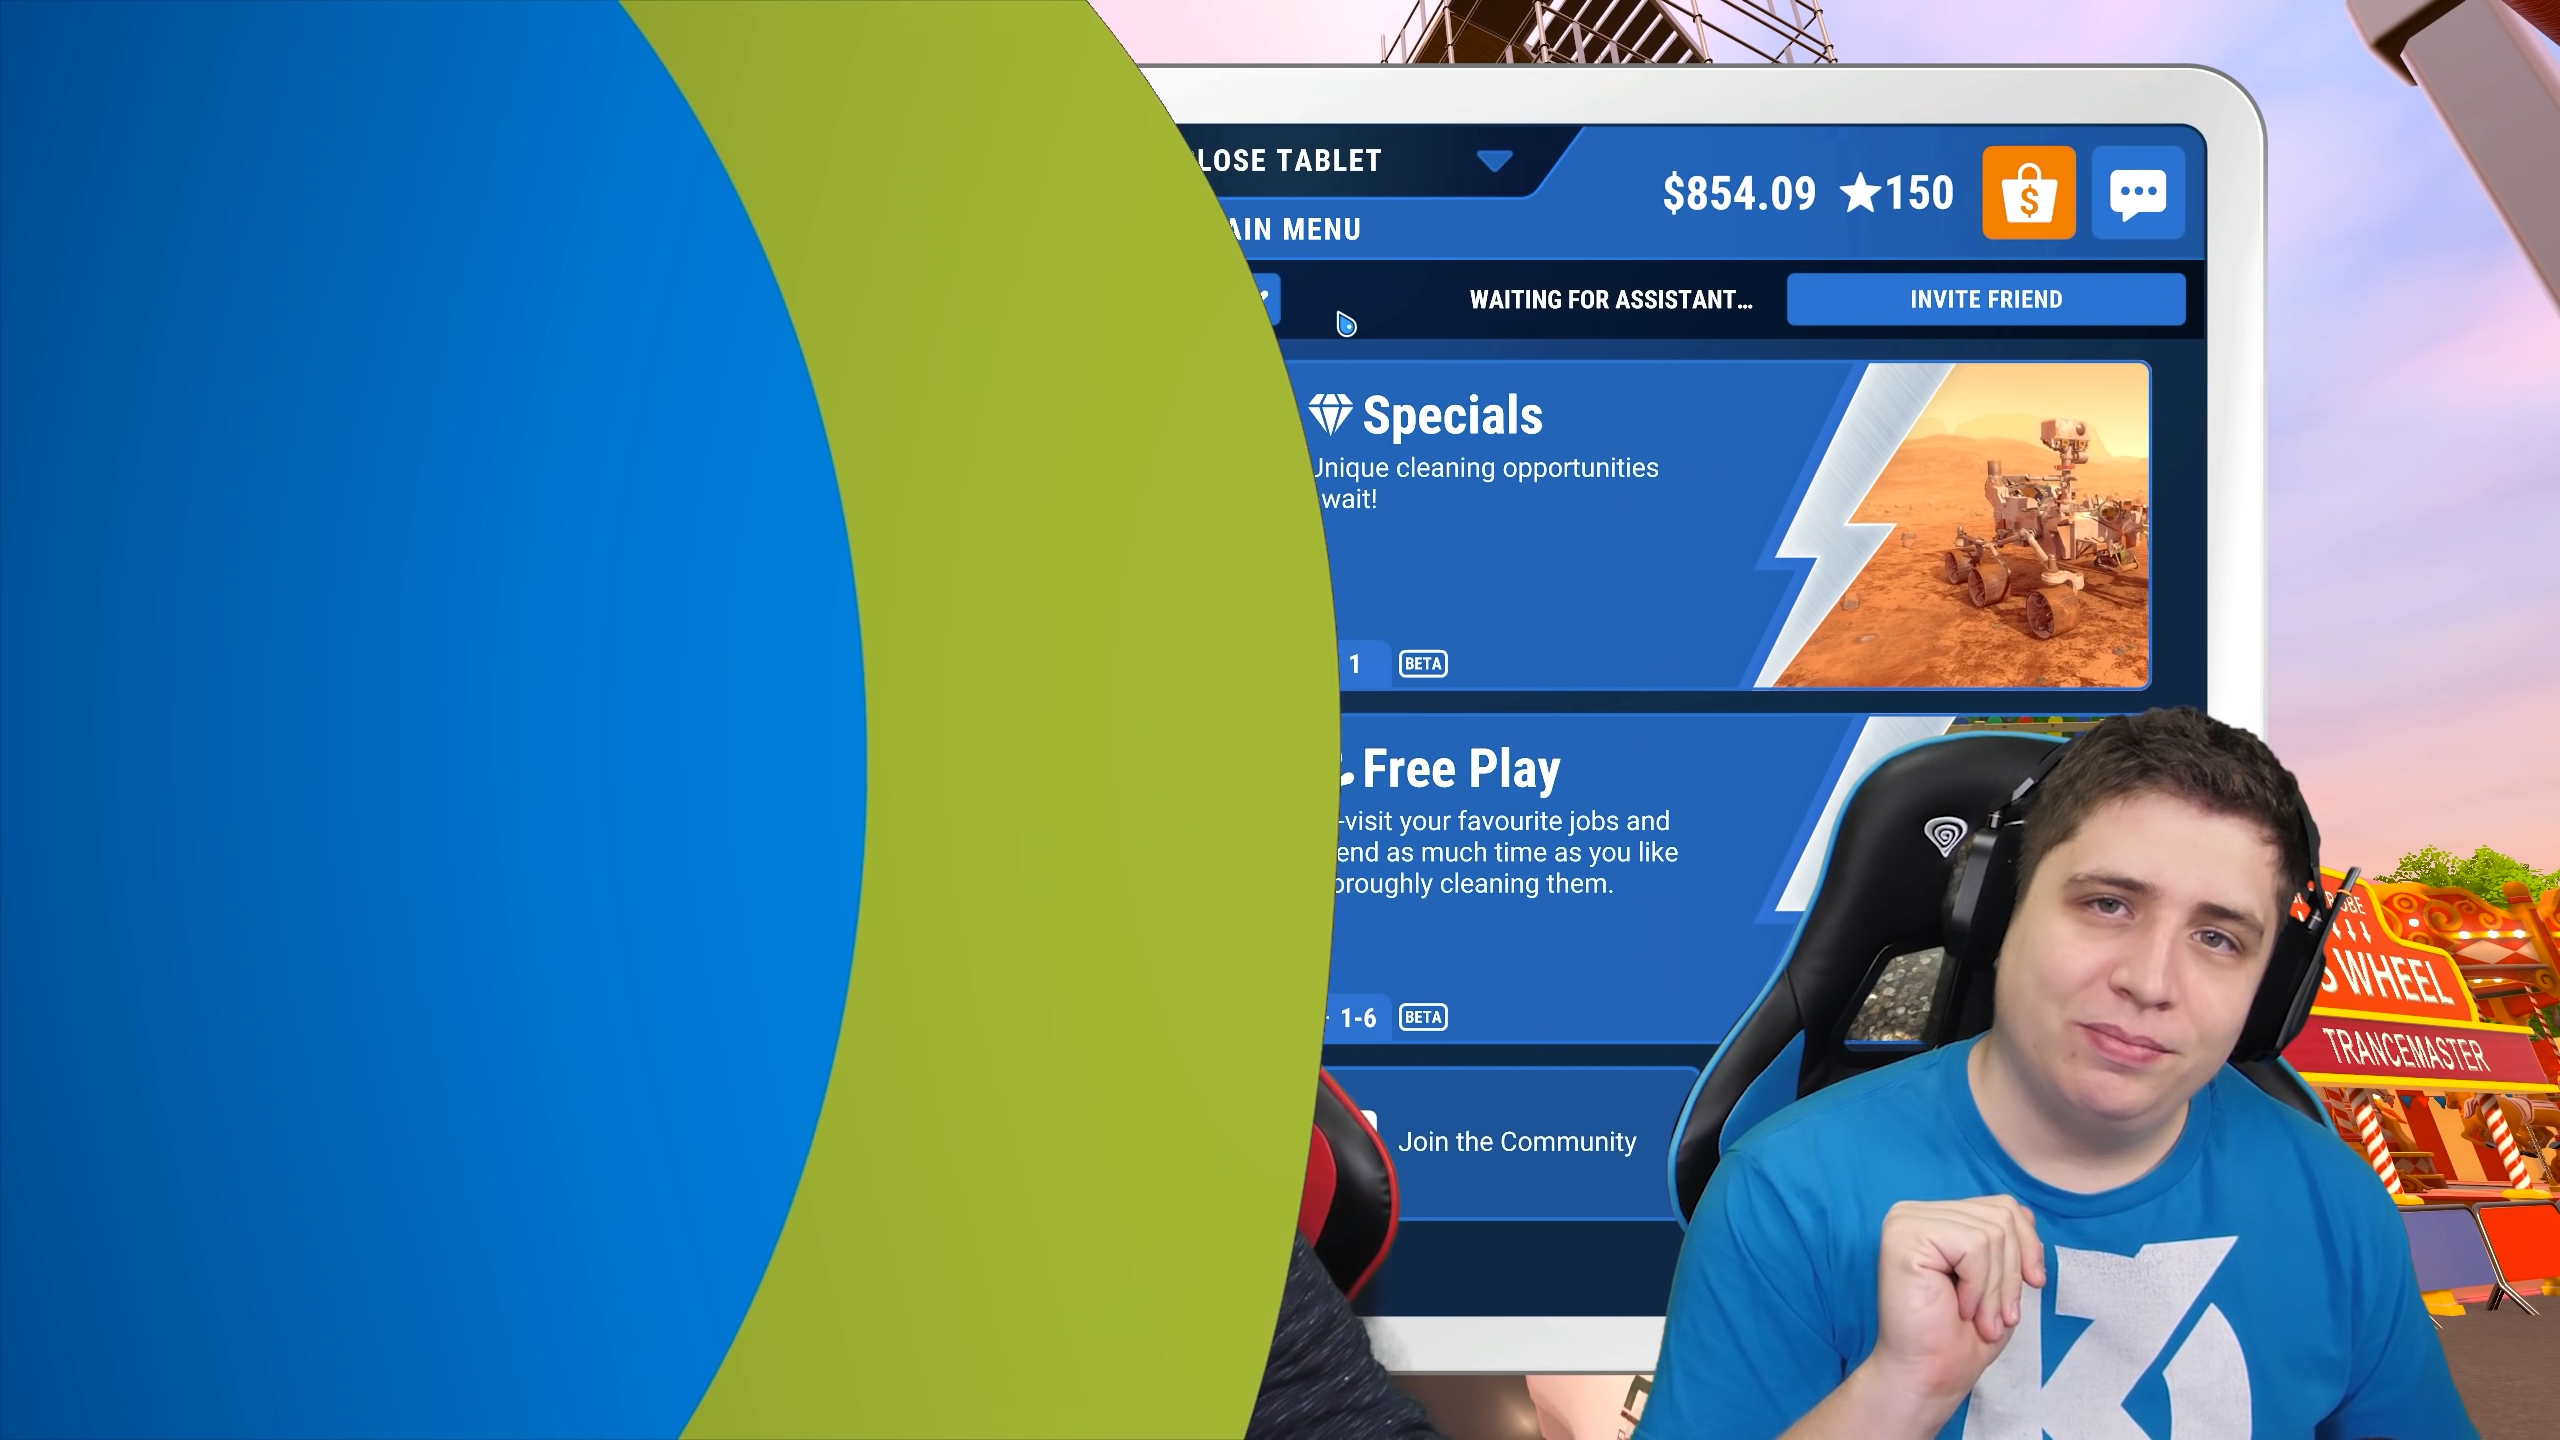 LOSE TABLET
$854.09 ★150
AIN MENU
WAITING FOR ASSISTANT...
INVITE FRIEND
Specials
Unique cleaning opportunities
wait!
1
BETA
Free Play
-visit your favourite jobs and
end as much time as you like
oroughly cleaning them.
1-6
BETA
Join the Community
WHEEL
TRANCEMASTER